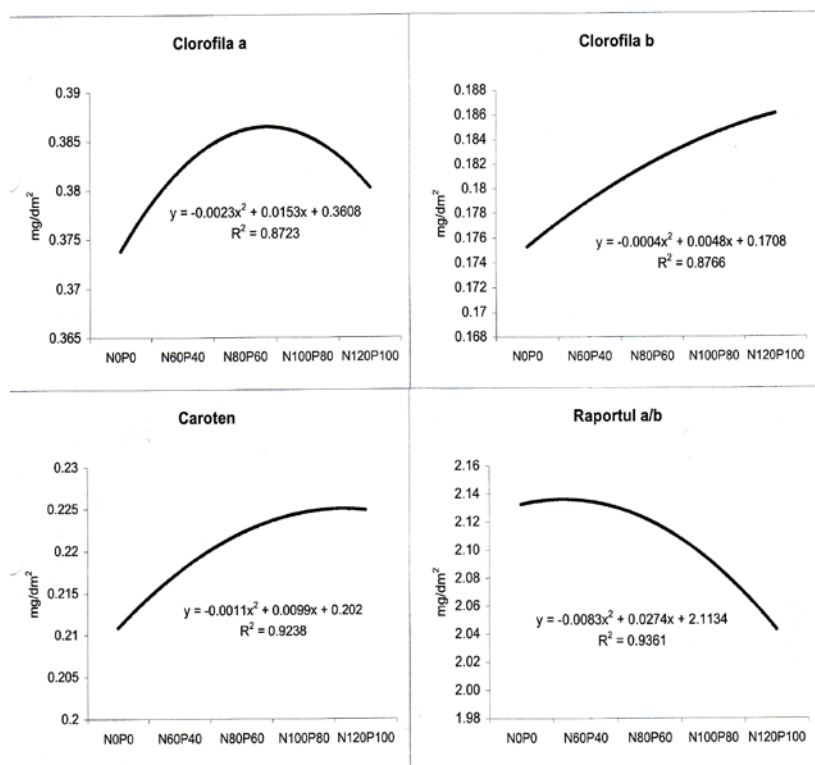 Clorofila a
mg/dm²
0.39
0.385
0.38
0.375
0.37
0.365
y = -0.0023x² + 0.0153x + 0.3608
R² = 0.8723
N0P0 N60P40 N80P60 N100P80 N120P100
Clorofila b
mg/dm²
0.188
0.186
0.184
0.182
0.18
0.178
0.176
0.174
0.172
0.17
0.168
y = -0.0004x² + 0.0048x + 0.1708
R² = 0.8766
N0P0 N60P40 N80P60 N100P80 N120P100
Caroten
mg/dm²
0.23
0.225
0.22
0.215
0.21
0.205
0.2
y = -0.0011x² + 0.0099x + 0.202
R² = 0.9238
N0P0 N60P40 N80P60 N100P80 N120P100
Raportul a/b
mg/dm²
2.16
2.14
2.12
2.10
2.08
2.06
2.04
2.02
2.00
1.98
y = -0.0083x² + 0.0274x + 2.1134
R² = 0.9361
N0P0 N60P40 N80P60 N100P80 N120P100